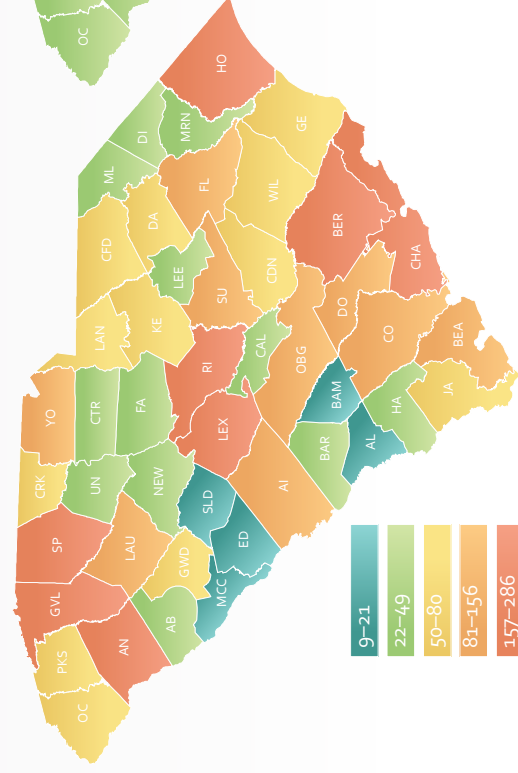 OC
OC
PKS
AN
GVL
SP
CRK
YO
LAN
CFD
ML
DI
MRN
HO
AB
LAU
UN
CTR
FA
KE
DA
FL
LEE
GWD
NEW
MCC
SLD
ED
LEX
RI
SU
CAL
CDN
WIL
GE
AI
OBG
BAR
BAM
AL
HA
DO
BER
CHA
CO
BEA
JA
9–21
22–49
50–80
81–156
157–286